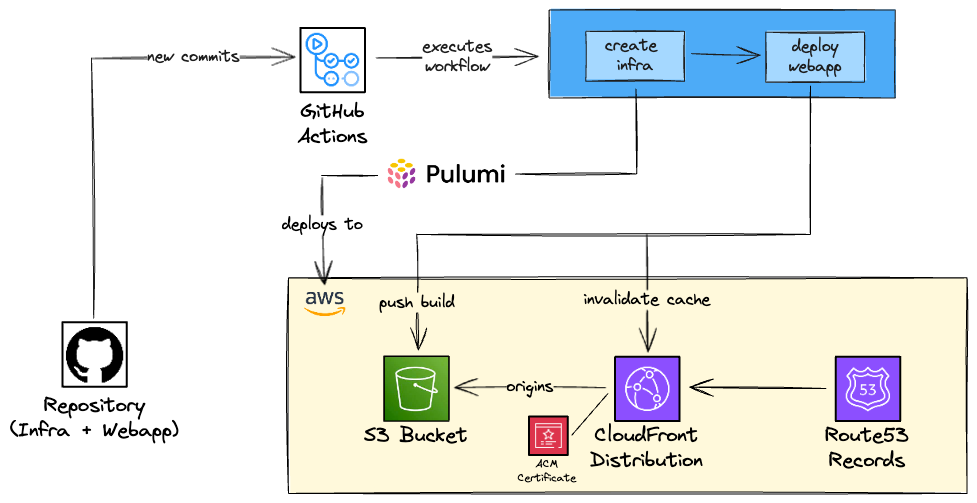 new commits
GitHub
Actions
executes
workflow
create
infra
deploy
webapp
Pulumi
deploys to
aws
push build
invalidate cache
Repository
(Infra + Webapp)
S3 Bucket
origins
ACM
Certificate
CloudFront
Distribution
53
Route53
Records